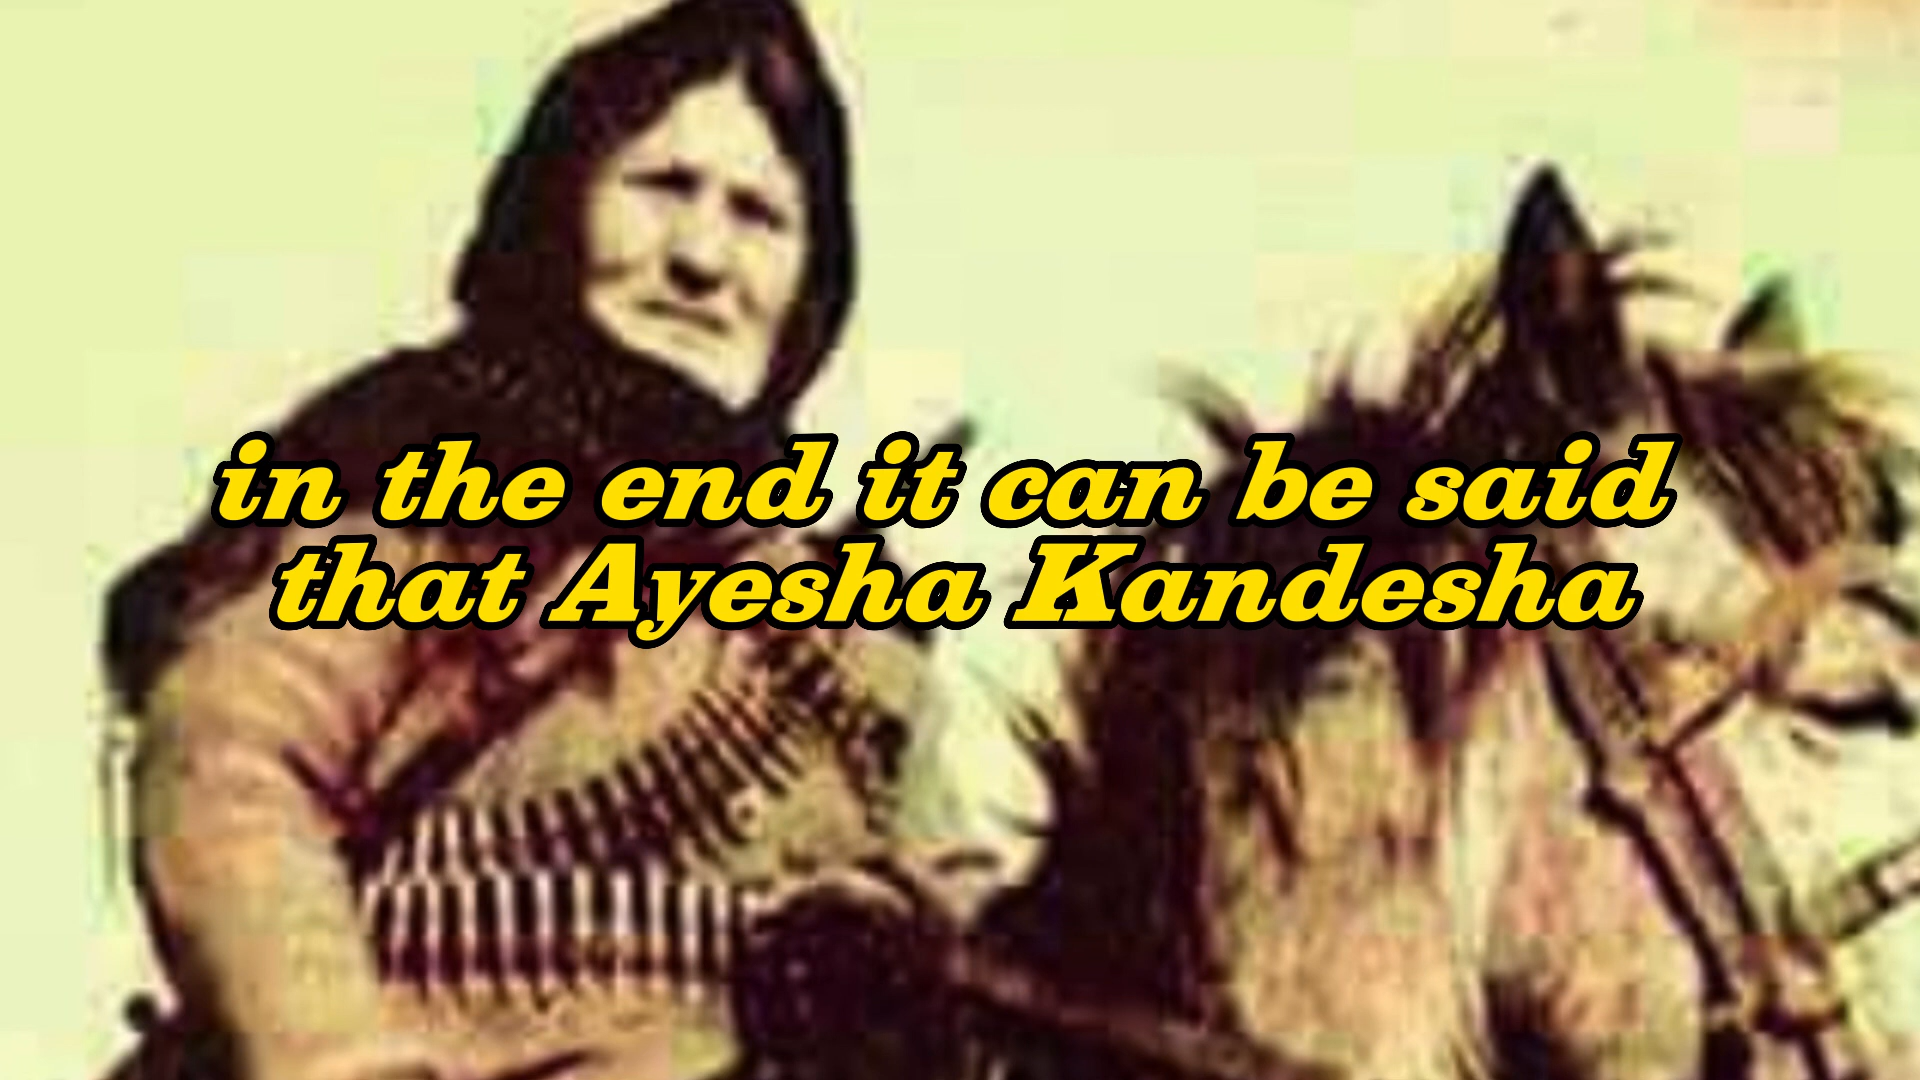 in the end it can be said
that Ayesha Kandesha